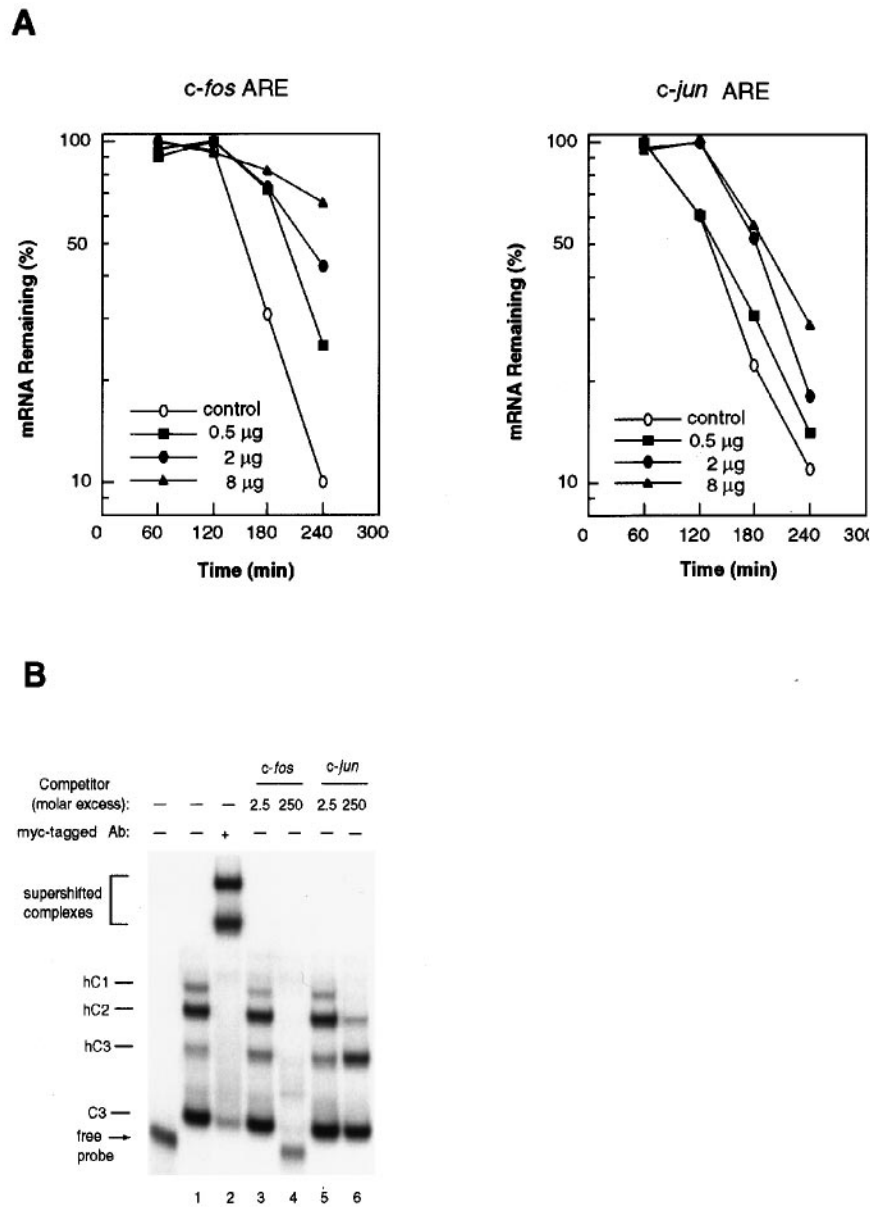 A
c-fos ARE
100
50
10
mRNA Remaining (%)
control
0.5 μg
2 μg
8 μg
0 60 120 180 240 300
Time (min)
c-jun ARE
100
50
10
mRNA Remaining (%)
control
0.5 μg
2 μg
8 μg
0 60 120 180 240 300
Time (min)
B
c-fos c-jun
Competitor
(molar excess): – – – 2.5 250 2.5 250
myc-tagged Ab: – – + – – – –
supershifted
complexes
hC1
hC2
hC3
C3
free
probe
1 2 3 4 5 6